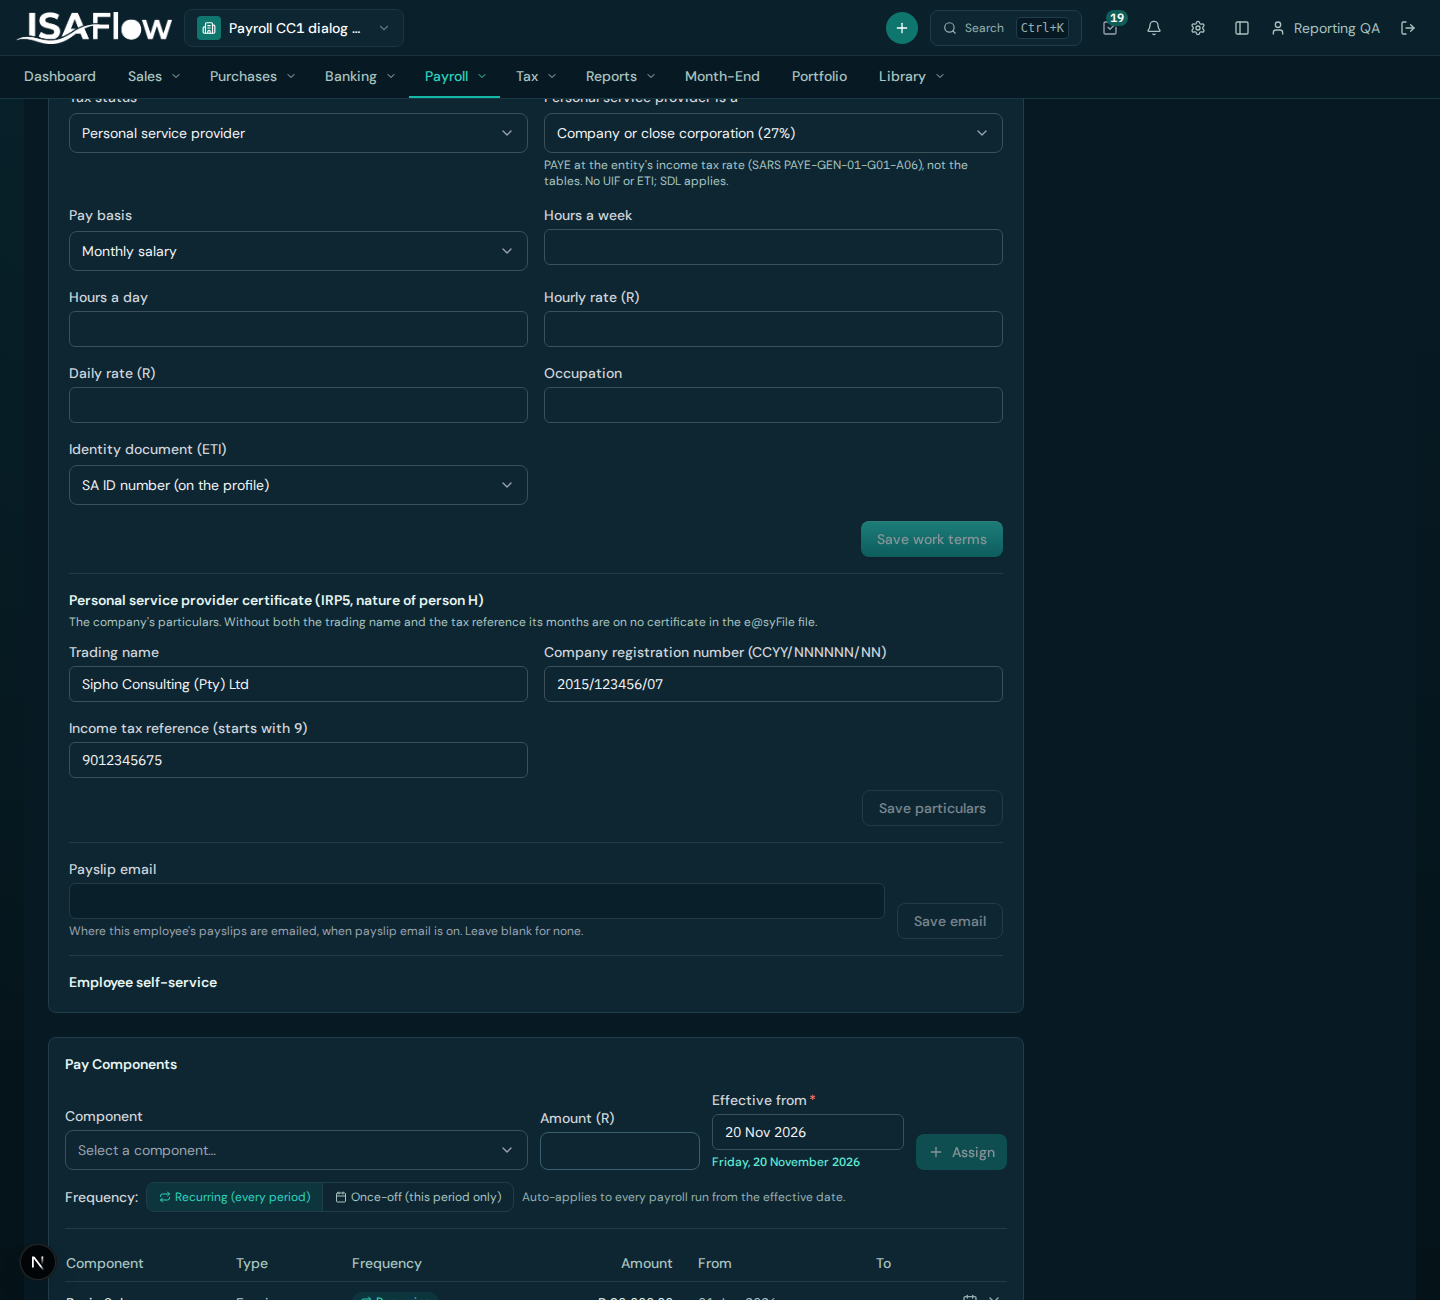 ISAFlow
Payroll CC1 dialog ...
Search Ctrl+K
19
Reporting QA
Dashboard Sales Purchases Banking Payroll Tax Reports Month-End Portfolio Library
Tax status Personal service provider is a
Personal service provider Company or close corporation (27%)
PAYE at the entity's income tax rate (SARS PAYE-GEN-01-G01-A06), not the
tables. No UIF or ETI; SDL applies.
Pay basis Hours a week
Monthly salary
Hours a day Hourly rate (R)
Daily rate (R) Occupation
Identity document (ETI)
SA ID number (on the profile)
Save work terms
Personal service provider certificate (IRP5, nature of person H)
The company's particulars. Without both the trading name and the tax reference its months are on no certificate in the e@syFile file.
Trading name Company registration number (CCYY/NNNNNN/NN)
Sipho Consulting (Pty) Ltd 2015/123456/07
Income tax reference (starts with 9)
9012345675
Save particulars
Payslip email
Save email
Where this employee's payslips are emailed, when payslip email is on. Leave blank for none.
Employee self-service
Pay Components
Component Amount (R) Effective from *
Select a component... 20 Nov 2026 Assign
Friday, 20 November 2026
Frequency: Recurring (every period) Once-off (this period only) Auto-applies to every payroll run from the effective date.
N
Component Type Frequency Amount From To